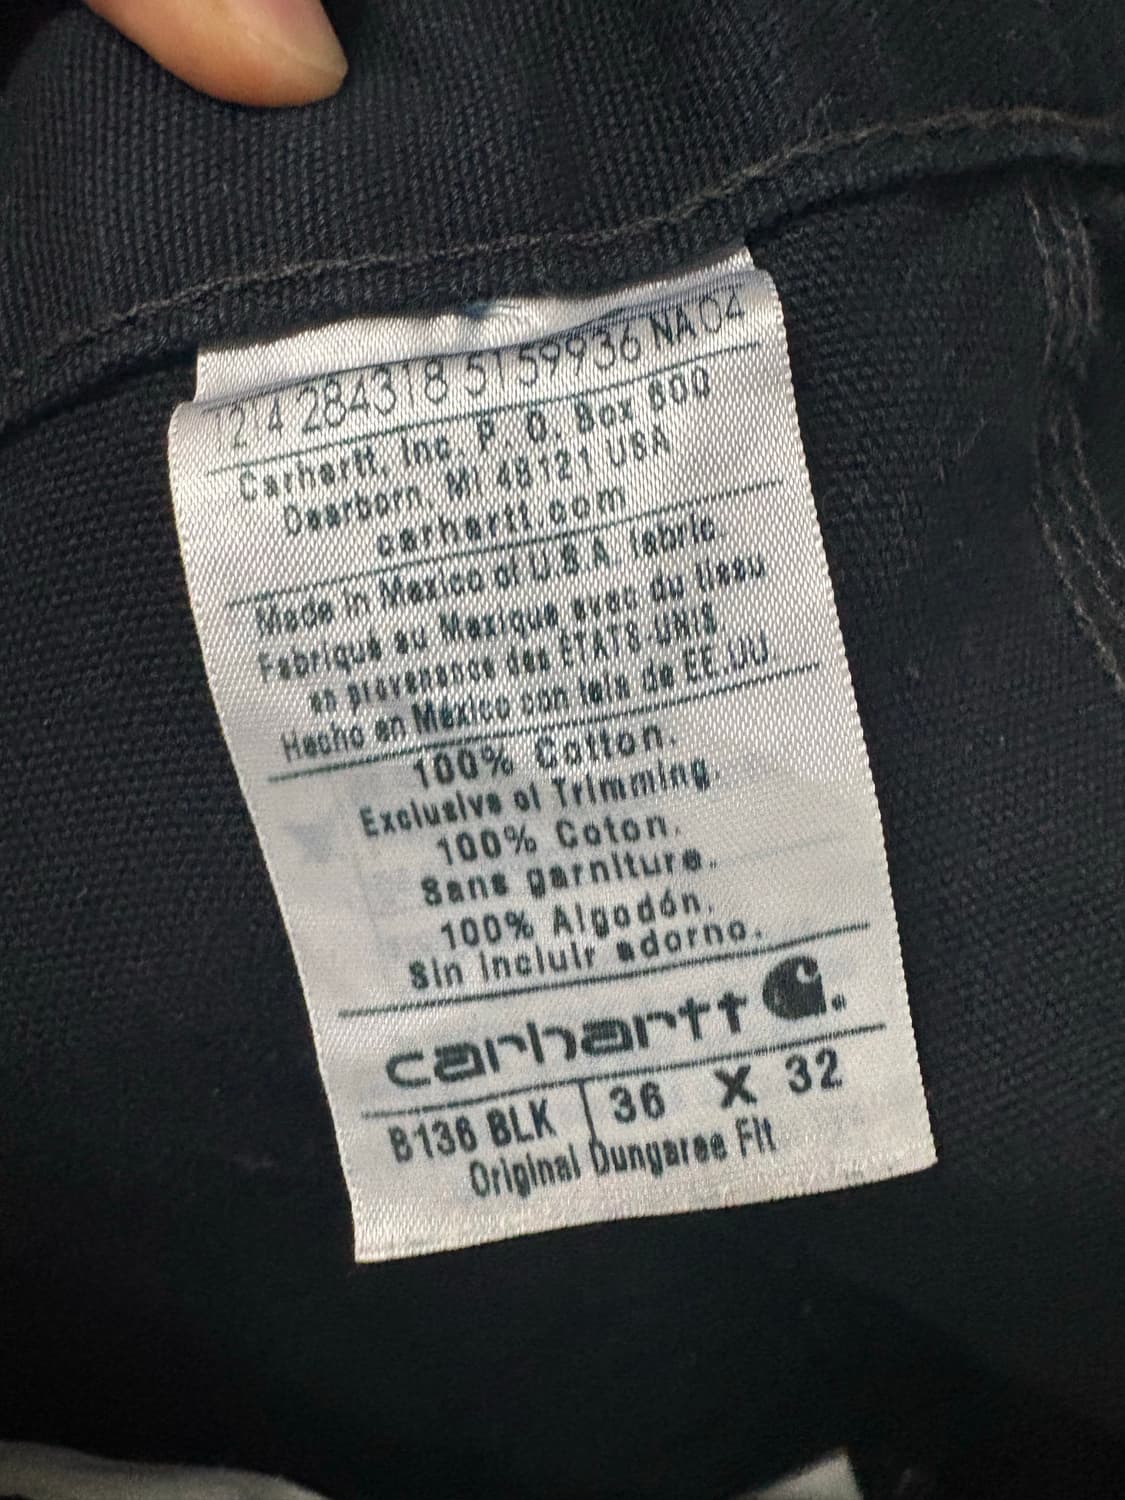 1214 284318 5159936 NA 04
Carhartt, Inc. P. O. Box 600
Dearborn, MI 48121 USA
carhartt.com
Made in Mexico of U.S.A. fabric
Fabriqué au Mexique avec du tissu
en provenance des ÉTATS-UNIS
Hecho en México con tela de EE.UU
100% Cotton.
Exclusive of Trimming.
100% Coton.
Sans garniture.
100% Algodón.
Sin incluir adorno.
carhartt
B136 BLK 36 X 32
Original Dungaree Fit